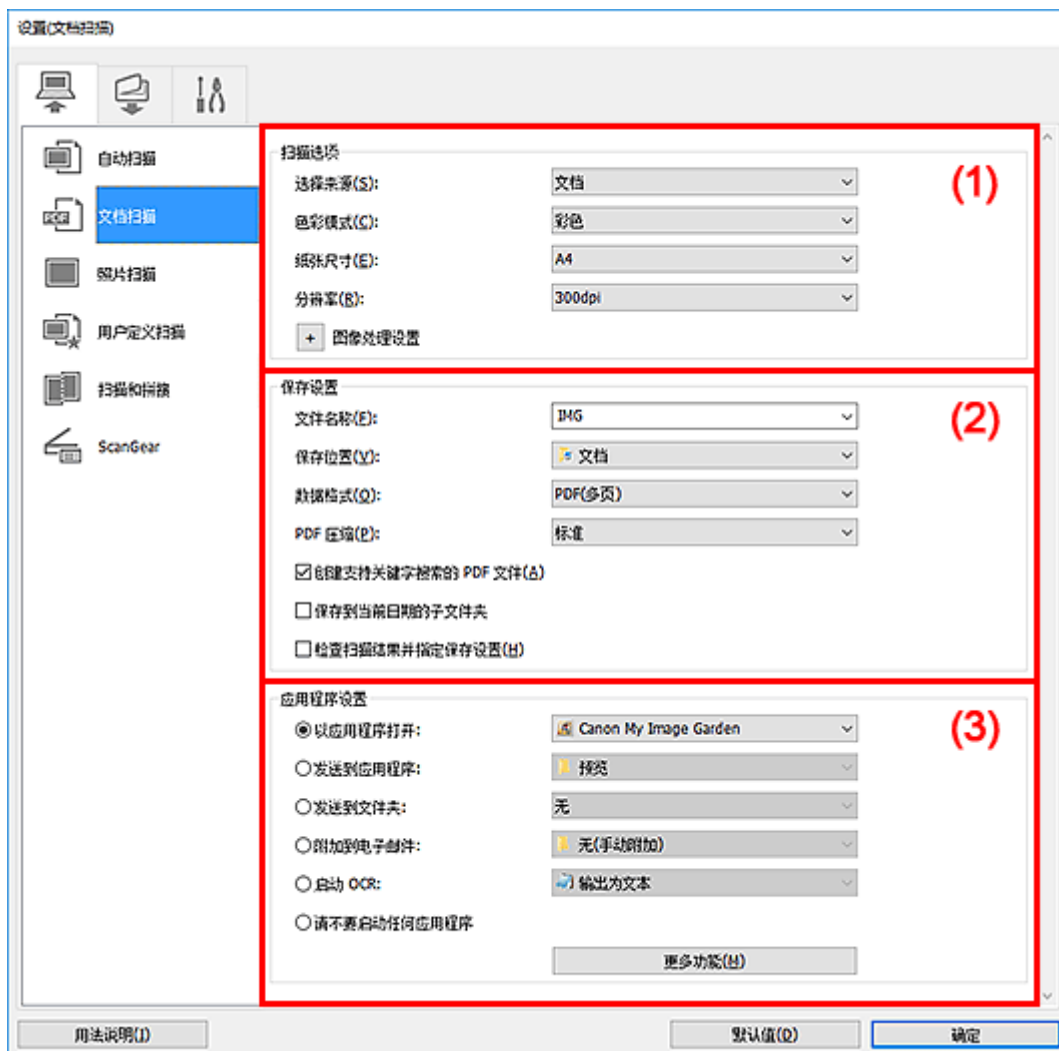 设置(文档扫描)
自动扫描
文档扫描
照片扫描
用户定义扫描
扫描和拼接
ScanGear
扫描选项
(1)
选择来源(S): 文档
色彩模式(C): 彩色
纸张尺寸(E): A4
分辨率(R): 300dpi
+ 图像处理设置
保存设置
(2)
文件名称(F): IMG
保存位置(V): 文档
数据格式(O): PDF(多页)
PDF 压缩(P): 标准
创建支持关键字搜索的 PDF 文件(A)
保存到当前日期的子文件夹
检查扫描结果并指定保存设置(H)
应用程序设置
(3)
以应用程序打开: Canon My Image Garden
发送到应用程序: 预览
发送到文件夹: 无
附加到电子邮件: 无(手动附加)
启动 OCR: 输出为文本
请不要启动任何应用程序
更多功能(M)
用法说明(I) 默认值(D) 确定